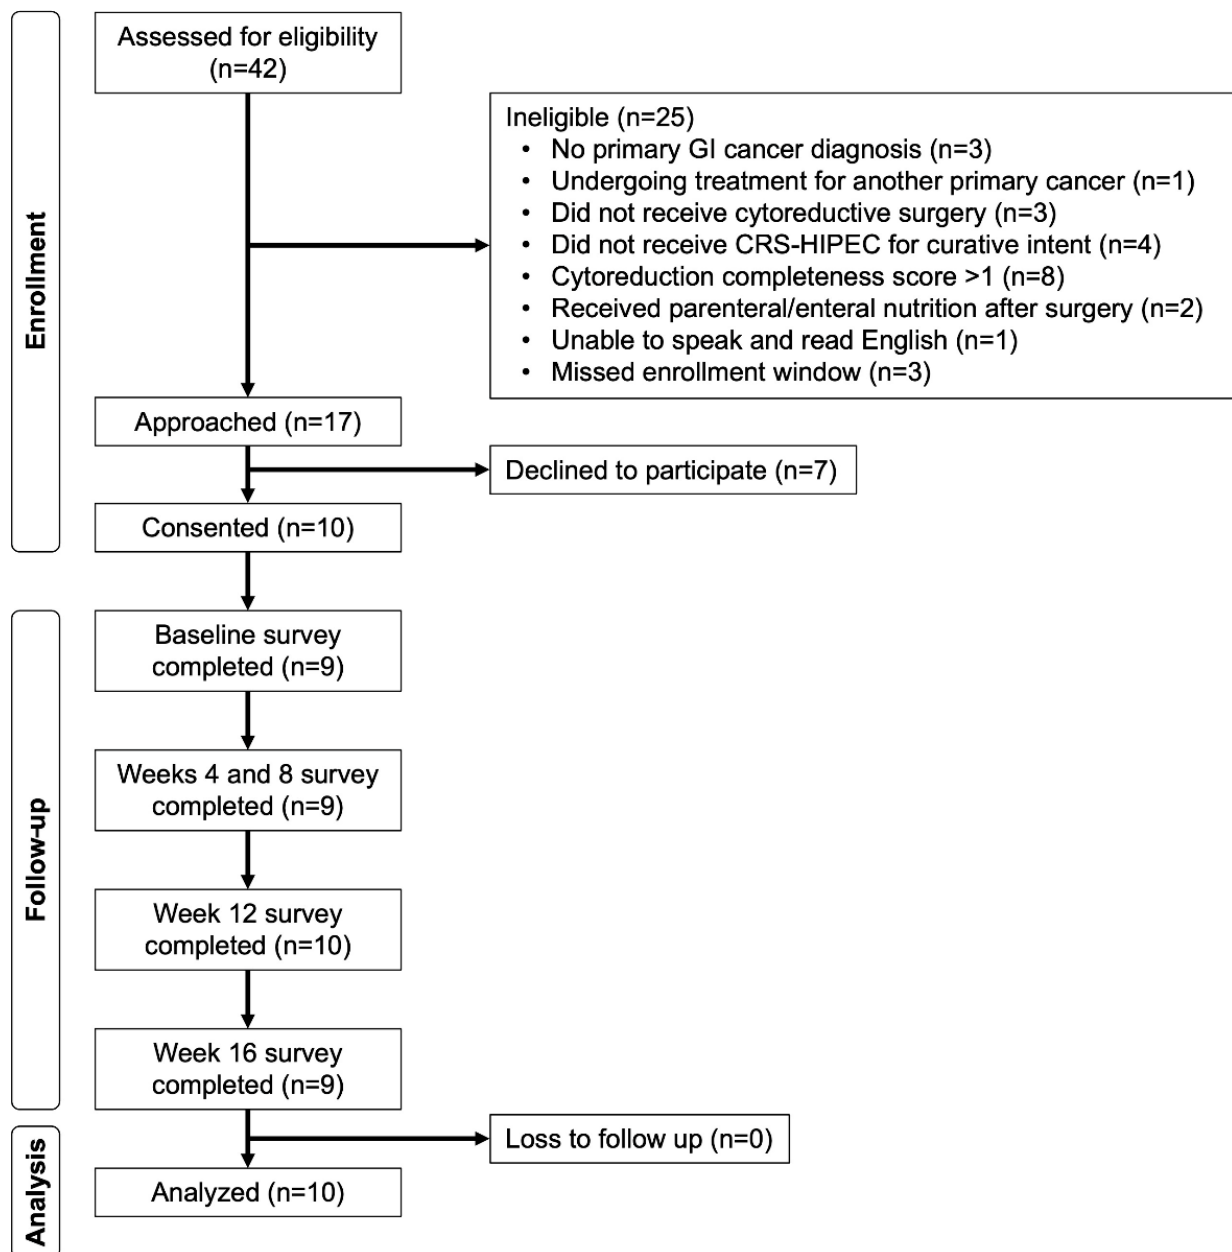 Enrollment
Assessed for eligibility
(n=42)
Ineligible (n=25)
• No primary GI cancer diagnosis (n=3)
• Undergoing treatment for another primary cancer (n=1)
• Did not receive cytoreductive surgery (n=3)
• Did not receive CRS-HIPEC for curative intent (n=4)
• Cytoreduction completeness score >1 (n=8)
• Received parenteral/enteral nutrition after surgery (n=2)
• Unable to speak and read English (n=1)
• Missed enrollment window (n=3)
Approached (n=17)
Declined to participate (n=7)
Consented (n=10)
Follow-up
Baseline survey
completed (n=9)
Weeks 4 and 8 survey
completed (n=9)
Week 12 survey
completed (n=10)
Week 16 survey
completed (n=9)
Analysis
Loss to follow up (n=0)
Analyzed (n=10)